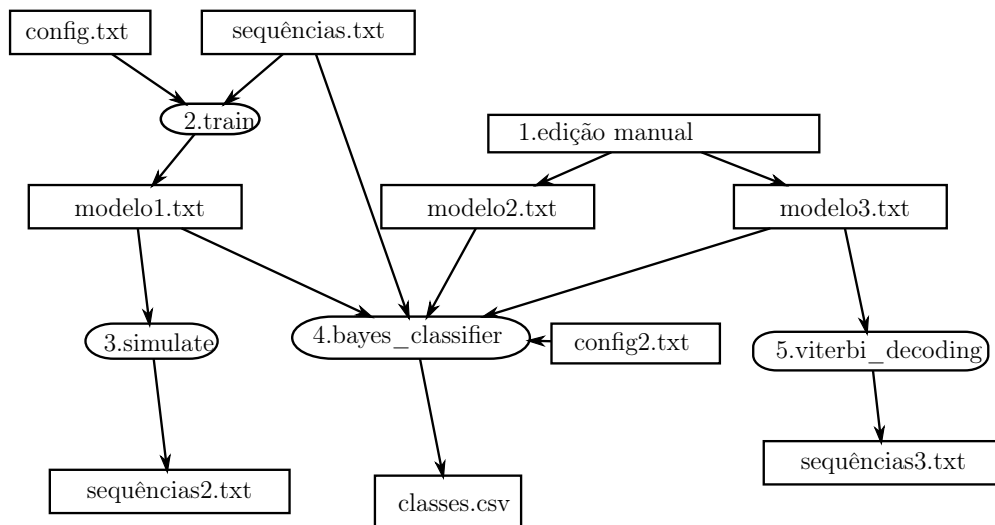 config.txt
sequências.txt
2.train
1.edição manual
modelo1.txt
modelo2.txt
modelo3.txt
3.simulate
4.bayes_classifier
config2.txt
5.viterbi_decoding
sequências2.txt
classes.csv
sequências3.txt